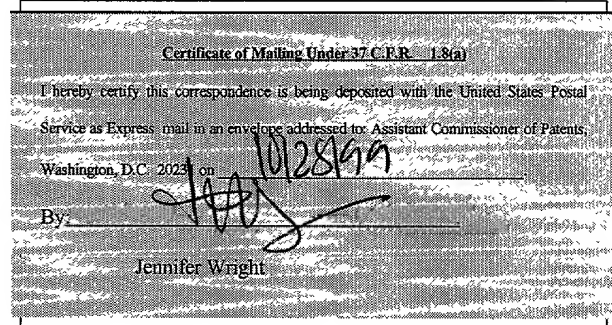 Certificate of Mailing Under 37 C.F.R. 1.8(a)
I hereby certify this correspondence is being deposited with the United States Postal
Service as Express mail in an envelope addressed to: Assistant Commissioner of Patents,
Washington, D.C. 20231 on 10/28/99
By:
Jennifer Wright